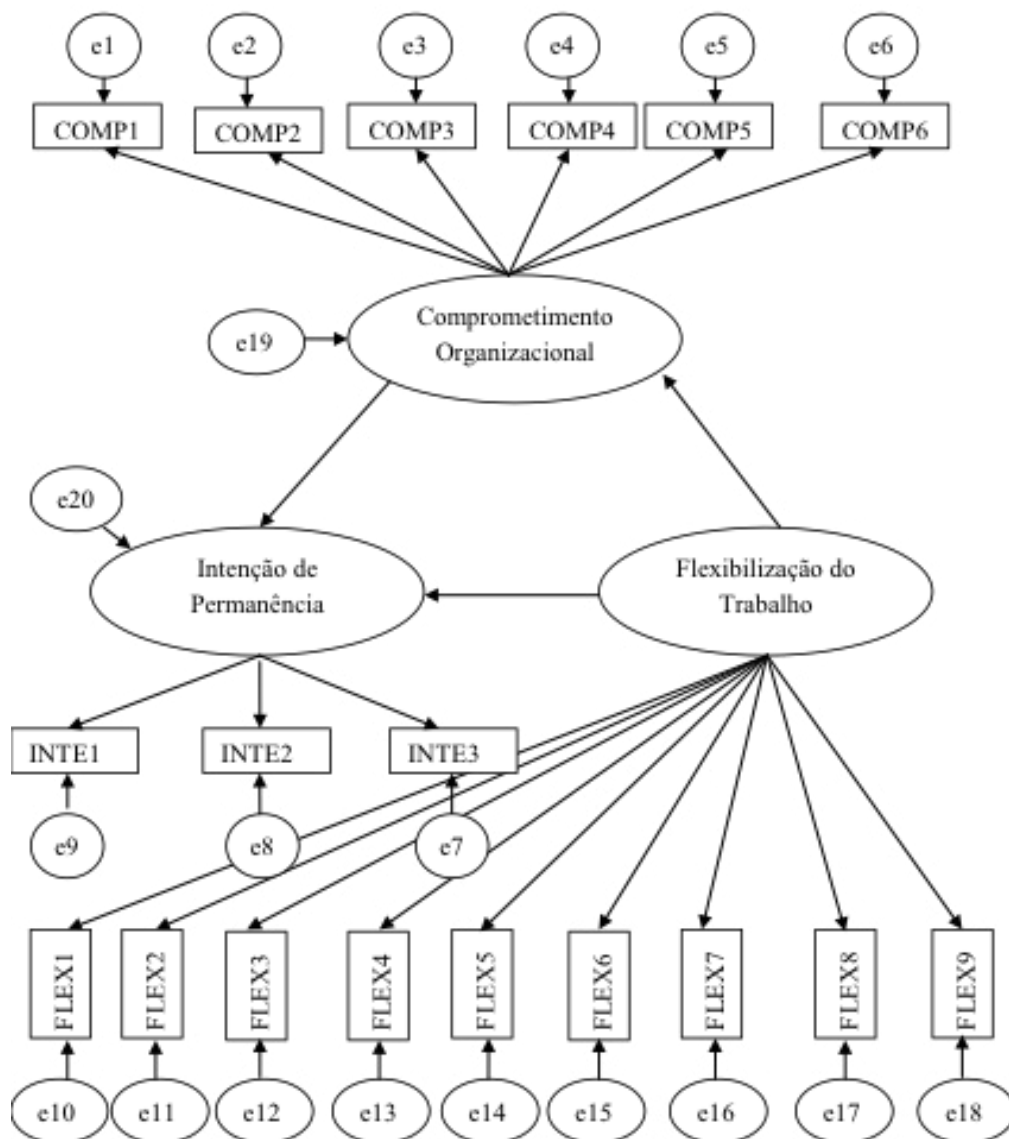 e1
e2
e3
e4
e5
e6
COMP1
COMP2
COMP3
COMP4
COMP5
COMP6
Comprometimento
Organizacional
e19
e20
Intenção de
Permanência
Flexibilização do
Trabalho
INTE1
INTE2
INTE3
e9
e8
e7
FLEX1
FLEX2
FLEX3
FLEX4
FLEX5
FLEX6
FLEX7
FLEX8
FLEX9
e10
e11
e12
e13
e14
e15
e16
e17
e18